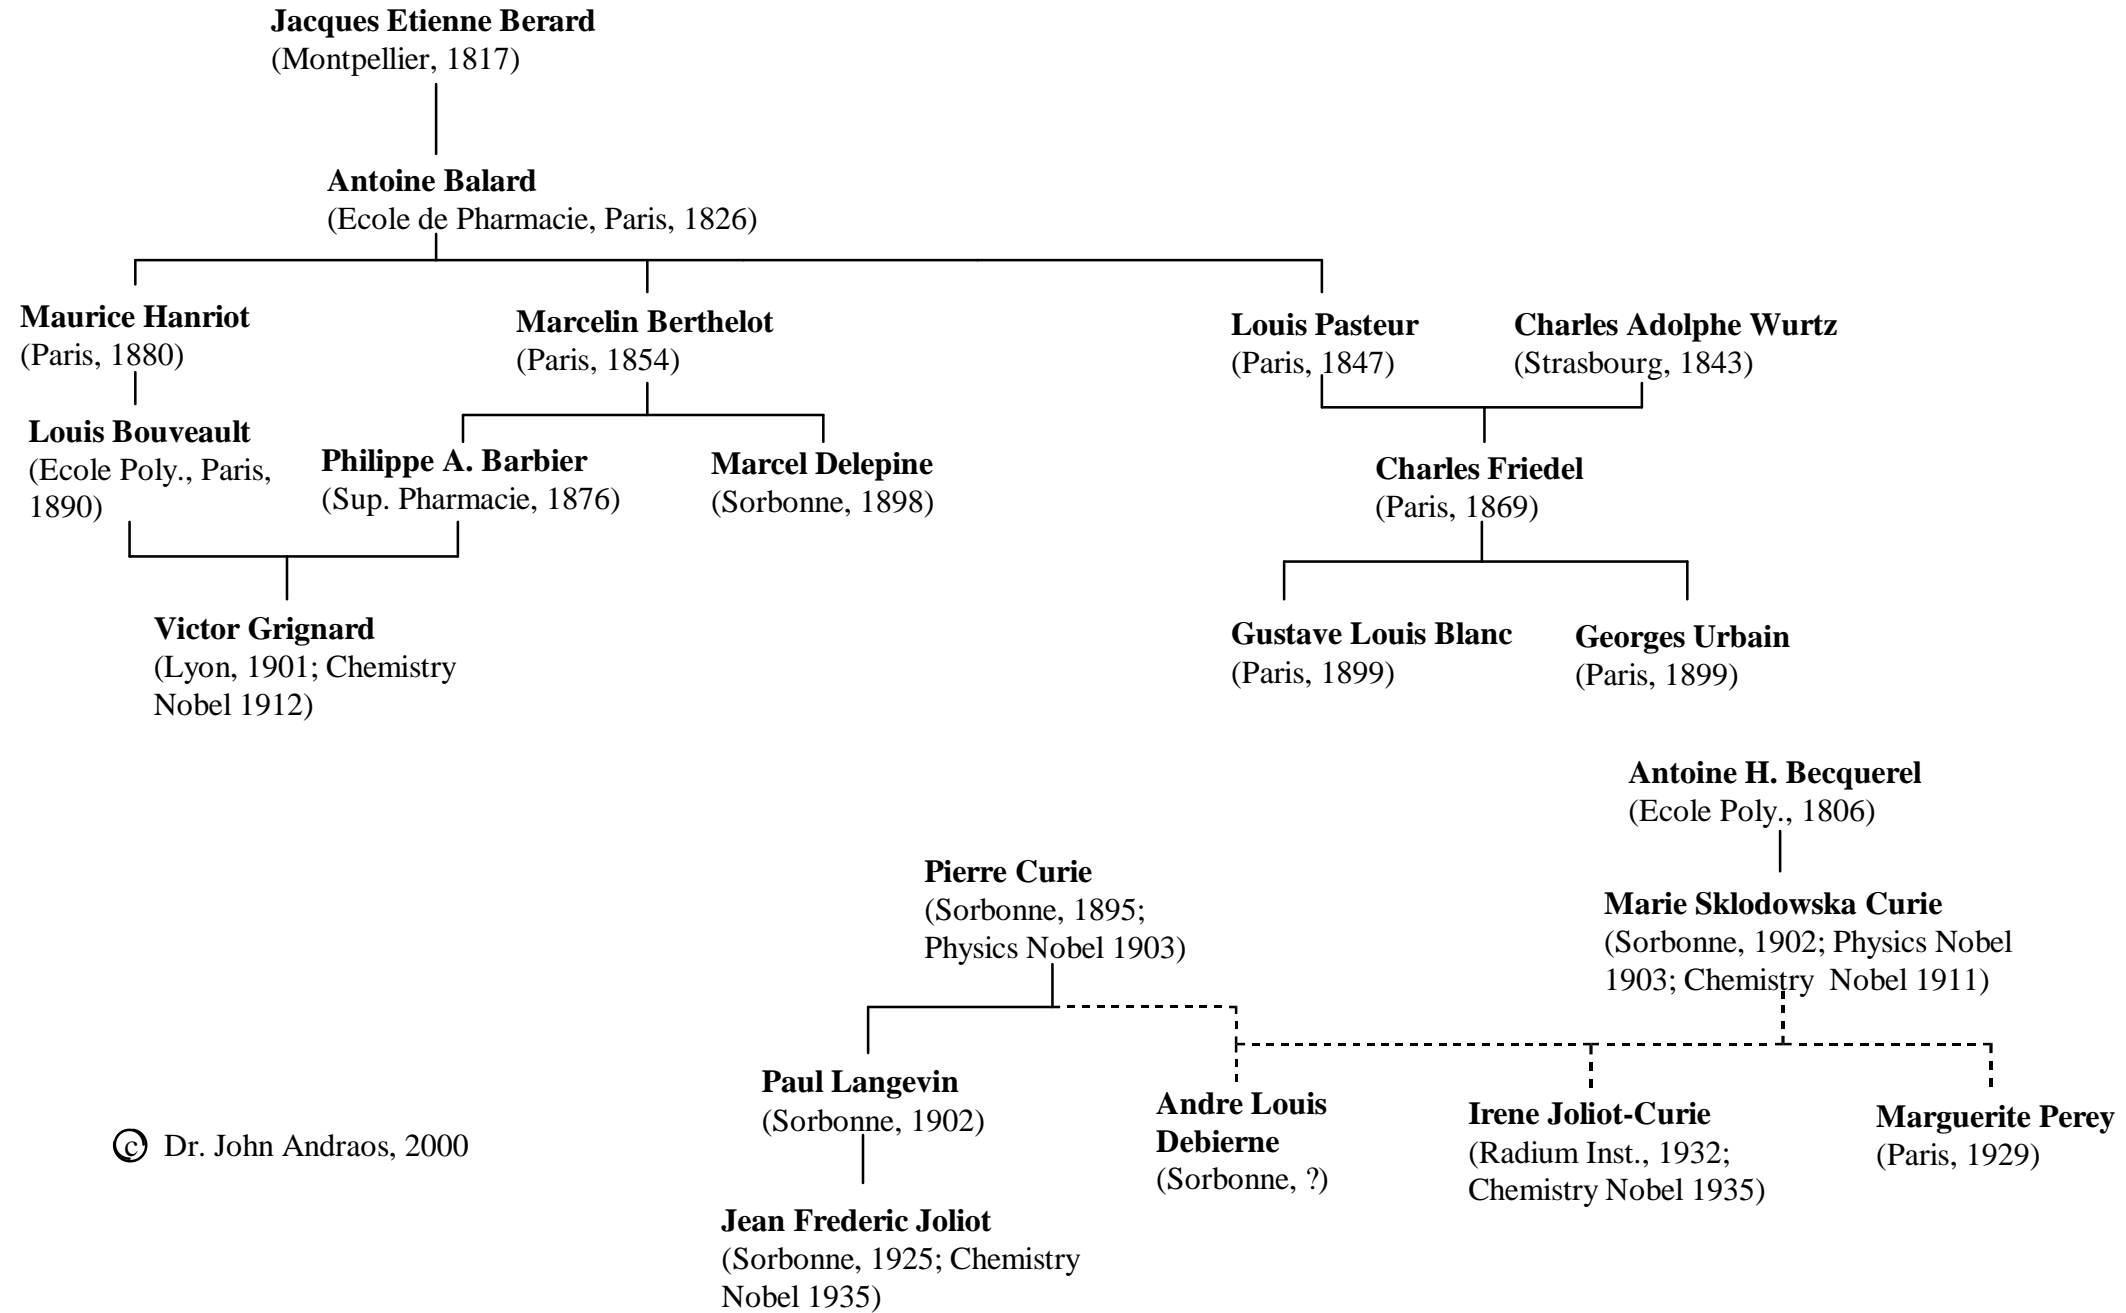 Jacques Etienne Berard
(Montpellier, 1817)
Antoine Balard
(Ecole de Pharmacie, Paris, 1826)
Maurice Hanriot
(Paris, 1880)
Marcelin Berthelot
(Paris, 1854)
Louis Pasteur
(Paris, 1847)
Charles Adolphe Wurtz
(Strasbourg, 1843)
Louis Bouveault
(Ecole Poly., Paris,
1890)
Philippe A. Barbier
(Sup. Pharmacie, 1876)
Marcel Delepine
(Sorbonne, 1898)
Charles Friedel
(Paris, 1869)
Victor Grignard
(Lyon, 1901; Chemistry
Nobel 1912)
Gustave Louis Blanc
(Paris, 1899)
Georges Urbain
(Paris, 1899)
Antoine H. Becquerel
(Ecole Poly., 1806)
Pierre Curie
(Sorbonne, 1895;
Physics Nobel 1903)
Marie Sklodowska Curie
(Sorbonne, 1902; Physics Nobel
1903; Chemistry Nobel 1911)
Paul Langevin
(Sorbonne, 1902)
Andre Louis
Debierne
(Sorbonne, ?)
Irene Joliot-Curie
(Radium Inst., 1932;
Chemistry Nobel 1935)
Marguerite Perey
(Paris, 1929)
© Dr. John Andraos, 2000
Jean Frederic Joliot
(Sorbonne, 1925; Chemistry
Nobel 1935)